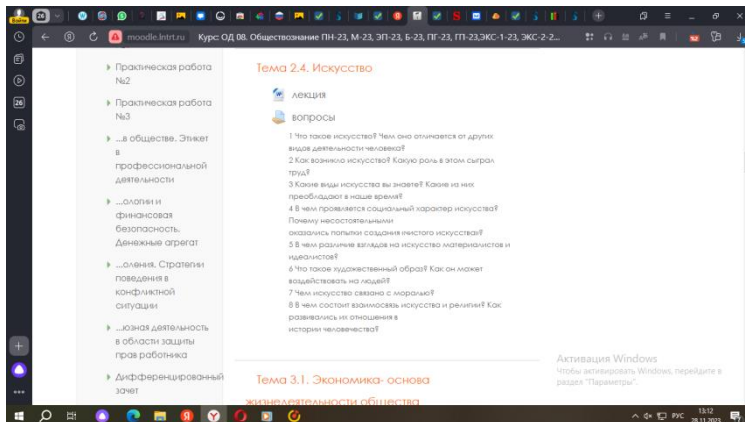 Войти
26
moodle.lntrt.ru
Курс: ОД 08. Обществознание ПН-23, М-23, ЭП-23, Б-23, ПГ-23, ГП-23,ЭКС-1-23, ЭКС-2-2...
26
Практическая работа
№2
Практическая работа
№3
...в обществе. Этикет
в
профессиональной
деятельности
...ологии и
финансовая
безопасность.
Денежные агрегат
...оления. Стратегии
поведения в
конфликтной
ситуации
...юзная деятельность
в области защиты
прав работника
Дифференцированный
зачет
Тема 2.4. Искусство
лекция
вопросы
1 Что такое искусство? Чем оно отличается от других
видов деятельности человека?
2 Как возникло искусство? Какую роль в этом сыграл
труд?
3 Какие виды искусства вы знаете? Какие из них
преобладают в наше время?
4 В чем проявляется социальный характер искусства?
Почему несостоятельными
оказались попытки создания «чистого искусства»?
5 В чем различие взглядов на искусство материалистов и
идеалистов?
6 Что такое художественный образ? Как он может
воздействовать на людей?
7 Чем искусство связано с моралью?
8 В чем состоит взаимосвязь искусства и религии? Как
развивались их отношения в
истории человечества?
Тема 3.1. Экономика- основа
жизнедеятельности общества
Активация Windows
Чтобы активировать Windows, перейдите в
раздел "Параметры".
РУС
13:12
28.11.2023